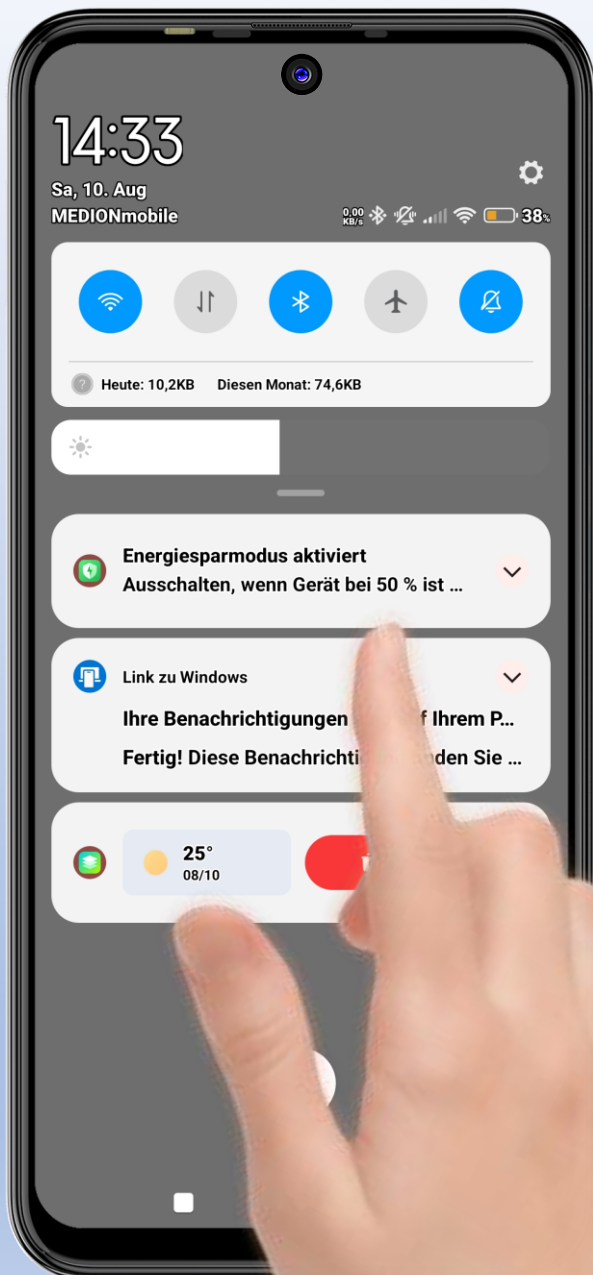 14:33
Sa, 10. Aug
MEDIONmobile
0,00
KB/s
38%
Heute: 10,2KB Diesen Monat: 74,6KB
Energiesparmodus aktiviert
Ausschalten, wenn Gerät bei 50 % ist ...
Link zu Windows
Ihre Benachrichtigungen f Ihrem P...
Fertig! Diese Benachrichti nden Sie ...
25°
08/10